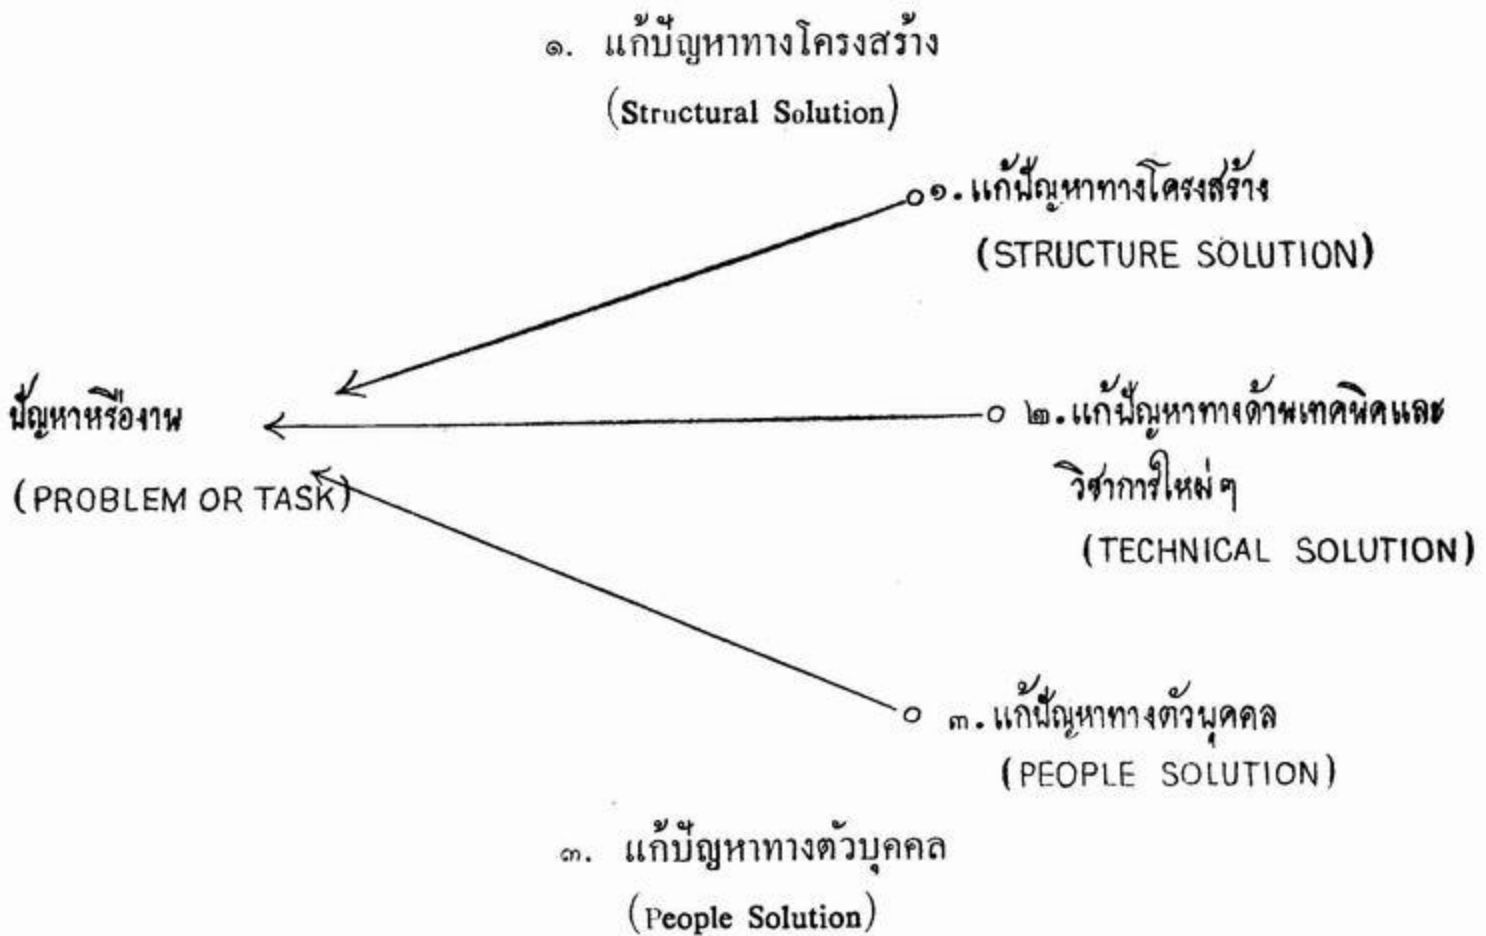 ๑. แก้ปัญหาทางโครงสร้าง
(Structural Solution)
๑. แก้ปัญหาทางโครงสร้าง
(STRUCTURE SOLUTION)
ปัญหาหรืองาน
(PROBLEM OR TASK)
๒. แก้ปัญหาทางด้านเทคนิคและ
วิชาการใหม่ๆ
(TECHNICAL SOLUTION)
๓. แก้ปัญหาทางตัวบุคคล
(PEOPLE SOLUTION)
๓. แก้ปัญหาทางตัวบุคคล
(People Solution)